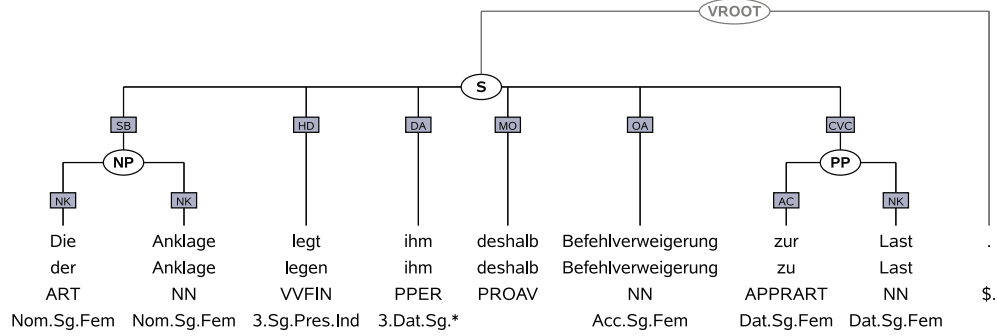 VROOT
S
SB HD DA MO OA CVC
NP PP
NK NK AC NK
Die Anklage legt ihm deshalb Befehlverweigerung zur Last .
der Anklage legen ihm deshalb Befehlverweigerung zu Last
ART NN VVFIN PPER PROAV NN APPRART NN $.
Nom.Sg.Fem Nom.Sg.Fem 3.Sg.Pres.Ind 3.Dat.Sg.* Acc.Sg.Fem Dat.Sg.Fem Dat.Sg.Fem